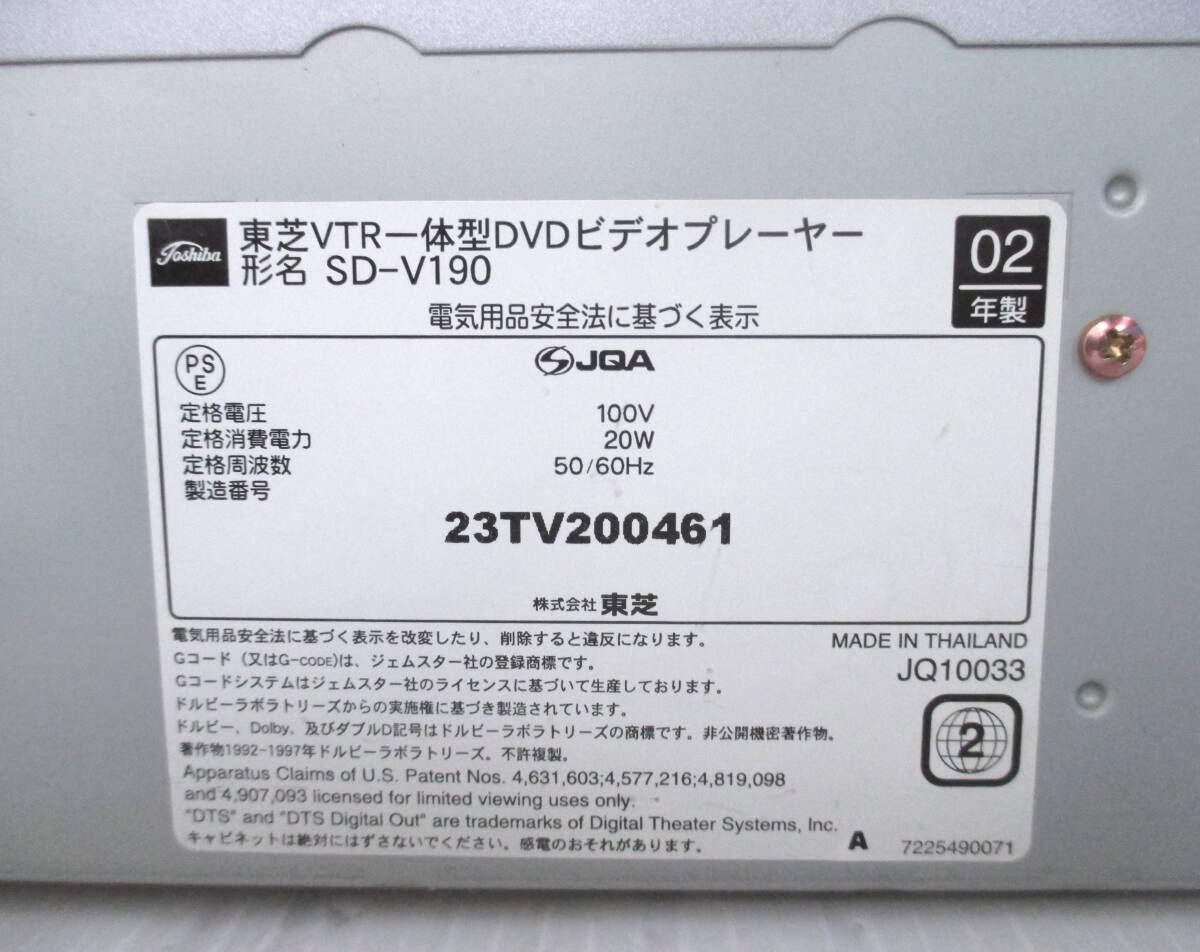 Toshiba
東芝VTR一体型DVDビデオプレーヤー
形名 SD-V190
02
年製
電気用品安全法に基づく表示
PS
E
JQA
定格電圧 100V
定格消費電力 20W
定格周波数 50/60Hz
製造番号
23TV200461
株式会社 東芝
電気用品安全法に基づく表示を改変したり、削除すると違反になります。
Gコード（又はG-CODE)は、ジェムスター社の登録商標です。
Gコードシステムはジェムスター社のライセンスに基づいて生産しております。
ドルビーラボラトリーズからの実施権に基づき製造されています。
ドルビー、Dolby、及びダブルD記号はドルビーラボラトリーズの商標です。非公開機密著作物。
著作物1992-1997年ドルビーラボラトリーズ。不許複製。
Apparatus Claims of U.S. Patent Nos. 4,631,603;4,577,216;4,819,098
and 4,907,093 licensed for limited viewing uses only.
"DTS" and "DTS Digital Out" are trademarks of Digital Theater Systems, Inc.
キャビネットは絶対にはずさないでください。感電のおそれがあります。
MADE IN THAILAND
JQ10033
2
A 7225490071